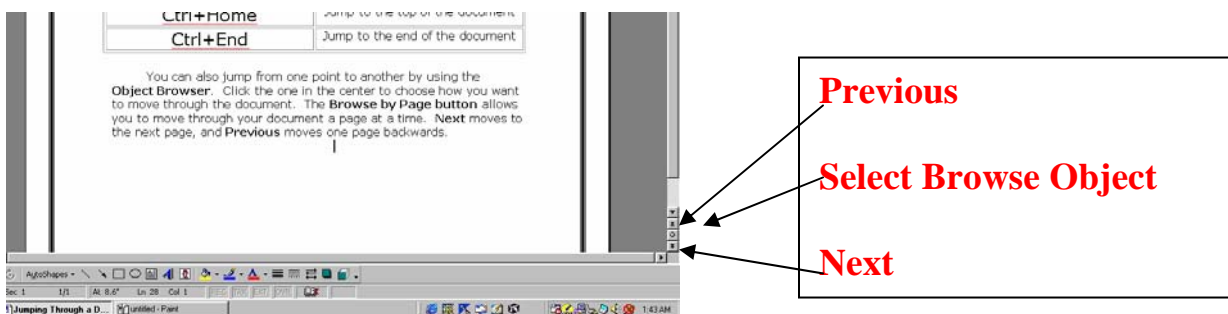 Ctrl+Home
Jump to the top of the document
Ctrl+End
Jump to the end of the document
You can also jump from one point to another by using the
Object Browser. Click the one in the center to choose how you want
to move through the document. The Browse by Page button allows
you to move through your document a page at a time. Next moves to
the next page, and Previous moves one page backwards.
Previous
Select Browse Object
Next
AutoShapes
Sec 1 1/1 At 8.6" Ln 28 Col 1
Jumping Through a D... untitled - Paint 1:43 AM